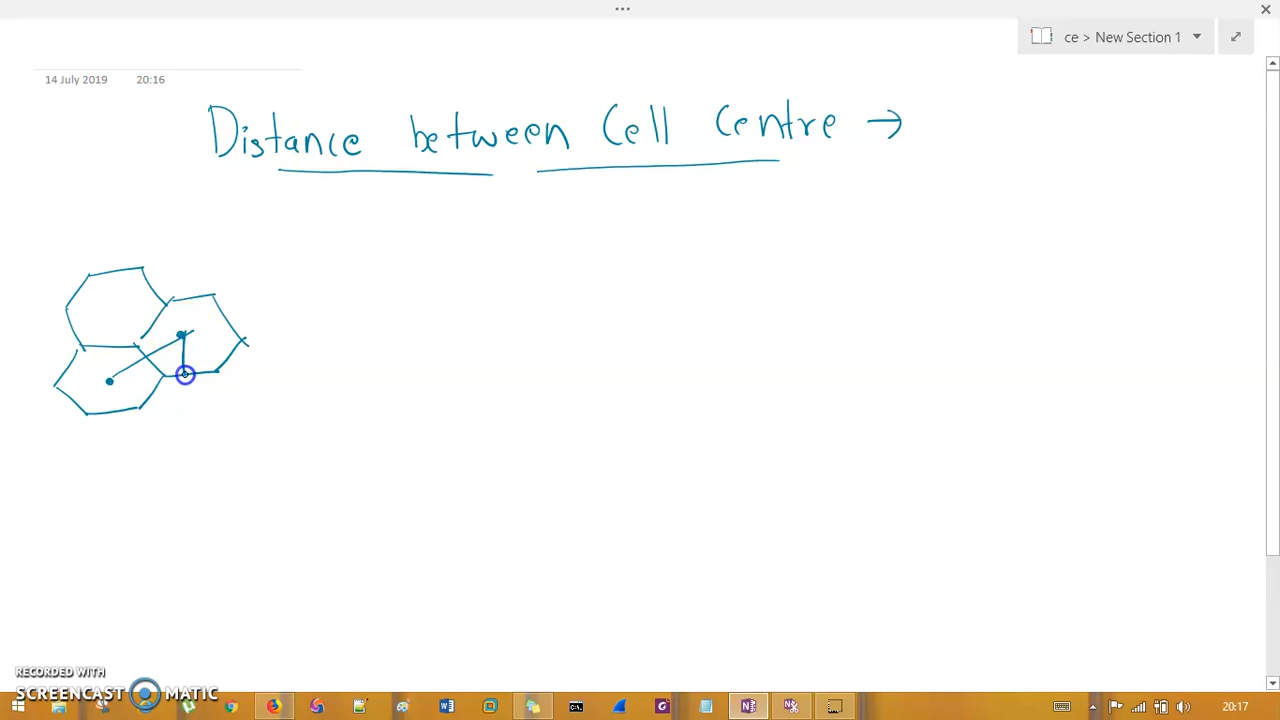 ce > New Section 1
14 July 2019 20:16
Distance between Cell Centre →
RECORDED WITH
SCREENCAST MATIC
20:17